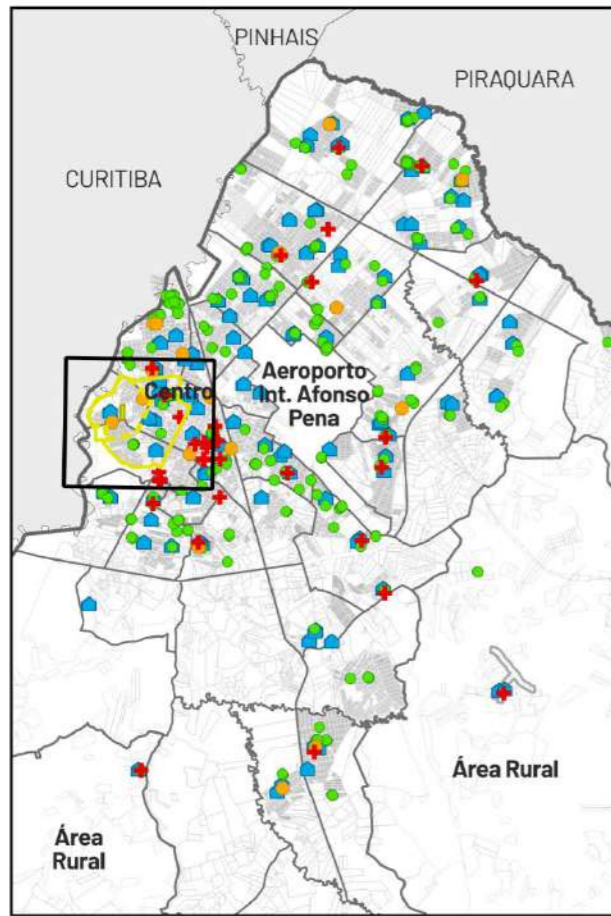 PINHAIS
PIRAQUARA
CURITIBA
Centro
Aeroporto
Int. Afonso
Pena
Área Rural
Área
Rural